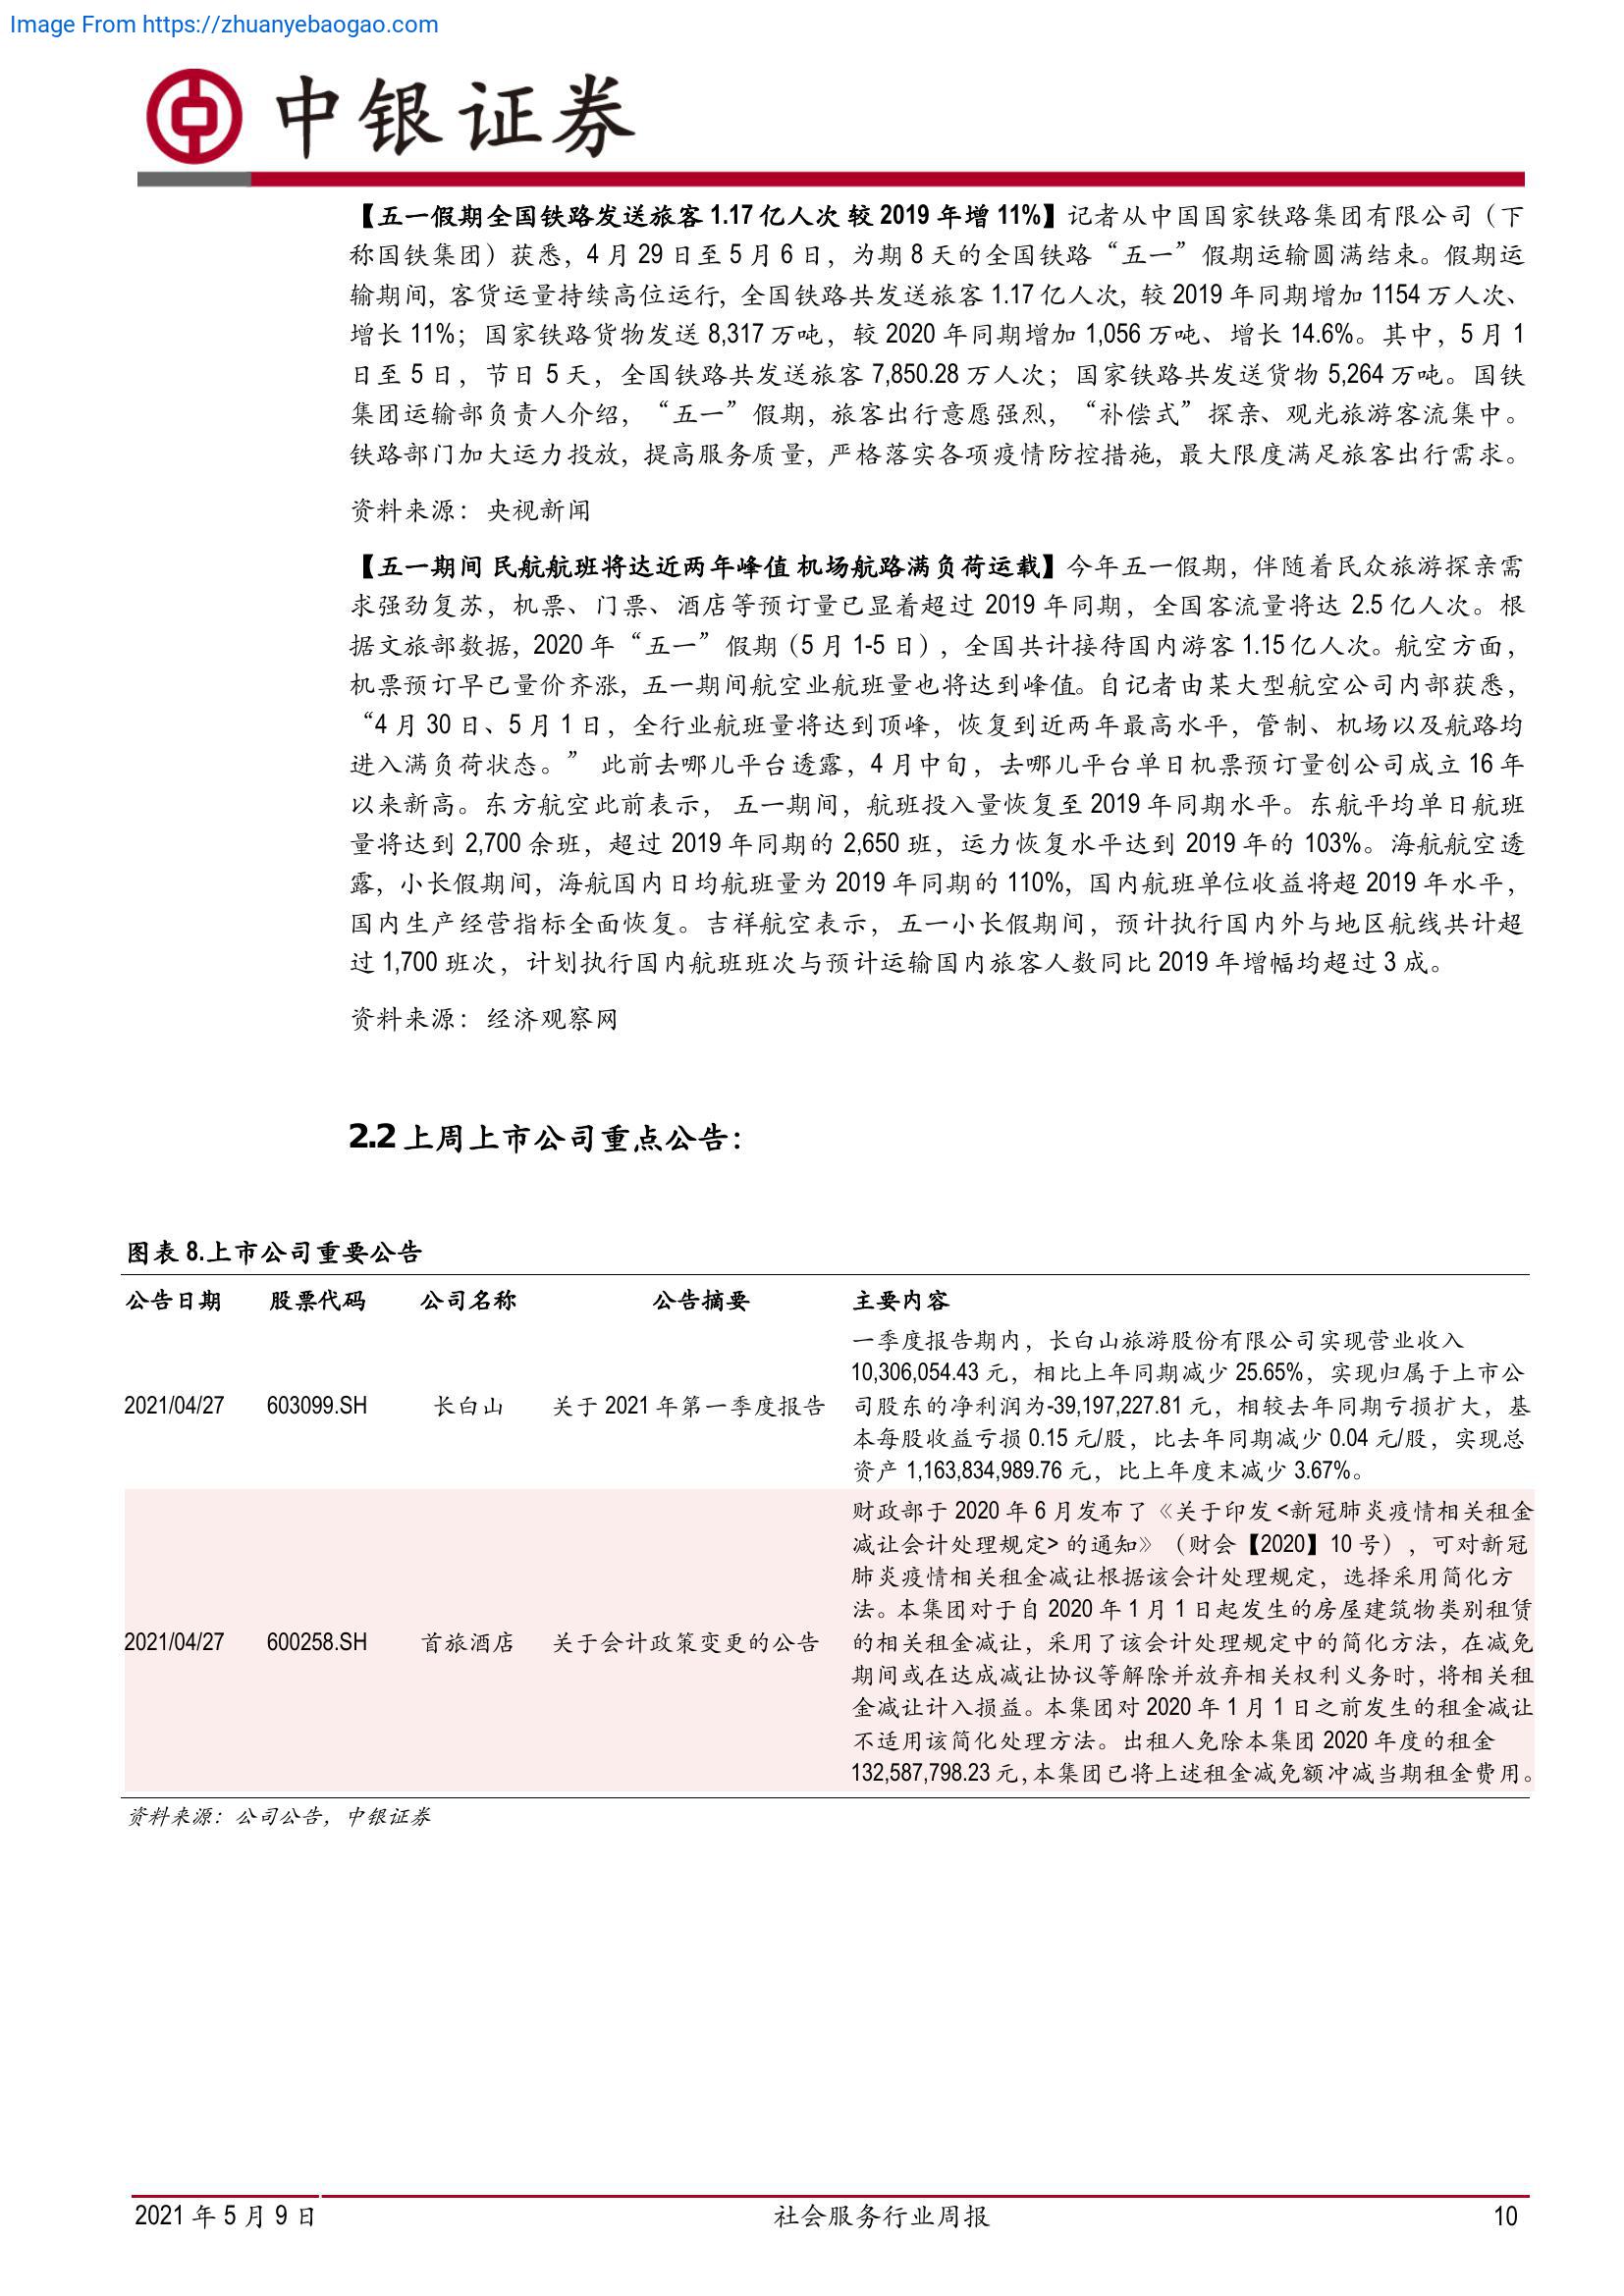 Image From https://zhuanyebaogao.com
中银证券
【五一假期全国铁路发送旅客 1.17 亿人次 较 2019 年增 11%】记者从中国国家铁路集团有限公司（下
称国铁集团）获悉，4 月 29 日至 5 月 6 日，为期 8 天的全国铁路“五一”假期运输圆满结束。假期运
输期间，客货运量持续高位运行，全国铁路共发送旅客 1.17 亿人次，较 2019 年同期增加 1154 万人次、
增长 11%；国家铁路货物发送 8,317 万吨，较 2020 年同期增加 1,056 万吨、增长 14.6%。其中，5 月 1
日至 5 日，节日 5 天，全国铁路共发送旅客 7,850.28 万人次；国家铁路共发送货物 5,264 万吨。国铁
集团运输部负责人介绍，“五一”假期，旅客出行意愿强烈，“补偿式”探亲、观光旅游客流集中。
铁路部门加大运力投放，提高服务质量，严格落实各项疫情防控措施，最大限度满足旅客出行需求。
资料来源：央视新闻
【五一期间 民航航班将达近两年峰值 机场航路满负荷运载】今年五一假期，伴随着民众旅游探亲需
求强劲复苏，机票、门票、酒店等预订量已显着超过 2019 年同期，全国客流量将达 2.5 亿人次。根
据文旅部数据，2020 年“五一”假期（5 月 1-5 日），全国共计接待国内游客 1.15 亿人次。航空方面，
机票预订早已量价齐涨，五一期间航空业航班量也将达到峰值。自记者由某大型航空公司内部获悉，
“4 月 30 日、5 月 1 日，全行业航班量将达到顶峰，恢复到近两年最高水平，管制、机场以及航路均
进入满负荷状态。” 此前去哪儿平台透露，4 月中旬，去哪儿平台单日机票预订量创公司成立 16 年
以来新高。东方航空此前表示， 五一期间，航班投入量恢复至 2019 年同期水平。东航平均单日航班
量将达到 2,700 余班，超过 2019 年同期的 2,650 班，运力恢复水平达到 2019 年的 103%。海航航空透
露，小长假期间，海航国内日均航班量为 2019 年同期的 110%，国内航班单位收益将超 2019 年水平，
国内生产经营指标全面恢复。吉祥航空表示，五一小长假期间，预计执行国内外与地区航线共计超
过 1,700 班次，计划执行国内航班班次与预计运输国内旅客人数同比 2019 年增幅均超过 3 成。
资料来源：经济观察网
2.2 上周上市公司重点公告：
图表 8.上市公司重要公告
公告日期 股票代码 公司名称 公告摘要 主要内容
一季度报告期内，长白山旅游股份有限公司实现营业收入
10,306,054.43 元，相比上年同期减少 25.65%，实现归属于上市公
2021/04/27 603099.SH 长白山 关于 2021 年第一季度报告 司股东的净利润为-39,197,227.81 元，相较去年同期亏损扩大，基
本每股收益亏损 0.15 元/股，比去年同期减少 0.04 元/股，实现总
资产 1,163,834,989.76 元，比上年度末减少 3.67%。
财政部于 2020 年 6 月发布了《关于印发<新冠肺炎疫情相关租金
减让会计处理规定> 的通知》（财会【2020】10 号），可对新冠
肺炎疫情相关租金减让根据该会计处理规定，选择采用简化方
法。本集团对于自 2020 年 1 月 1 日起发生的房屋建筑物类别租赁
2021/04/27 600258.SH 首旅酒店 关于会计政策变更的公告 的相关租金减让，采用了该会计处理规定中的简化方法，在减免
期间或在达成减让协议等解除并放弃相关权利义务时，将相关租
金减让计入损益。本集团对 2020 年 1 月 1 日之前发生的租金减让
不适用该简化处理方法。出租人免除本集团 2020 年度的租金
132,587,798.23 元，本集团已将上述租金减免额冲减当期租金费用。
资料来源：公司公告，中银证券
2021 年 5 月 9 日 社会服务行业周报 10